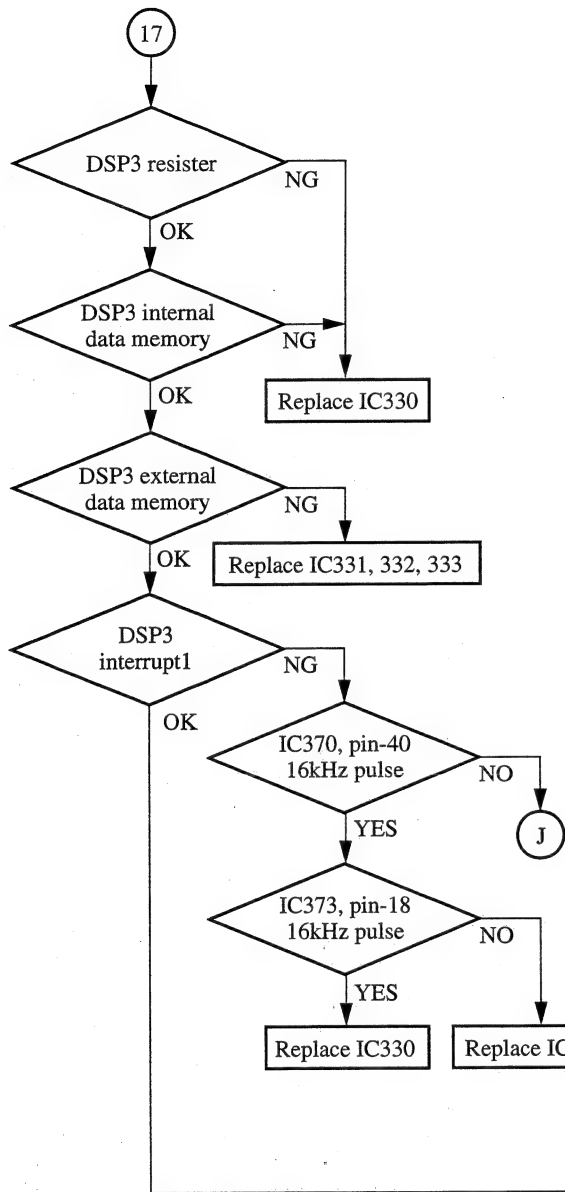 17
DSP3 resister
NG
OK
DSP3 internal
data memory
NG
OK
Replace IC330
DSP3 external
data memory
NG
OK
Replace IC331, 332, 333
DSP3
interrupt1
NG
OK
IC370, pin-40
16kHz pulse
NO
YES
J
IC373, pin-18
16kHz pulse
NO
YES
Replace IC330
Replace IC